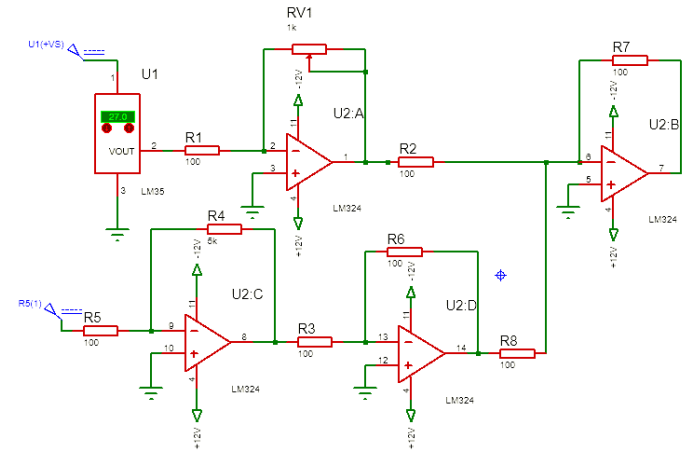 RV1
1k
U1(+VS)
U1
1
27.0
VOUT
2
3
LM35
R1
100
-12V
11
U2:A
2
3
1
4
LM324
+12V
R2
100
R7
100
-12V
11
U2:B
6
5
7
4
LM324
+12V
R4
5k
-12V
11
U2:C
R5(1)
R5
100
9
10
8
4
LM324
+12V
R3
100
R6
100
-12V
11
U2:D
13
12
14
4
LM324
+12V
R8
100